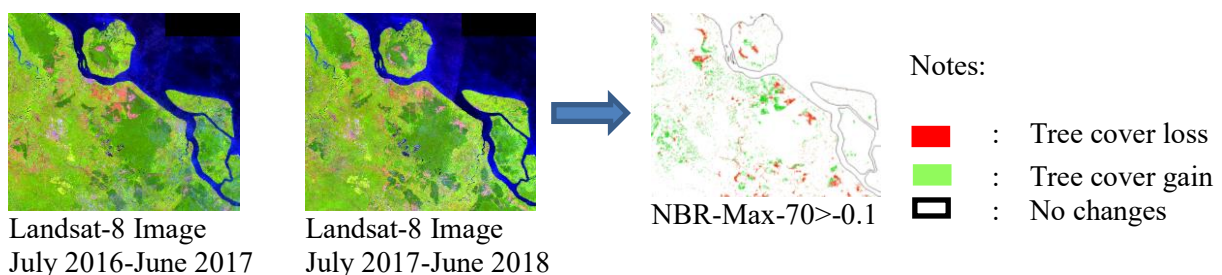 Notes:
: Tree cover loss
: Tree cover gain
: No changes
NBR-Max-70>-0.1
Landsat-8 Image
July 2016-June 2017
Landsat-8 Image
July 2017-June 2018